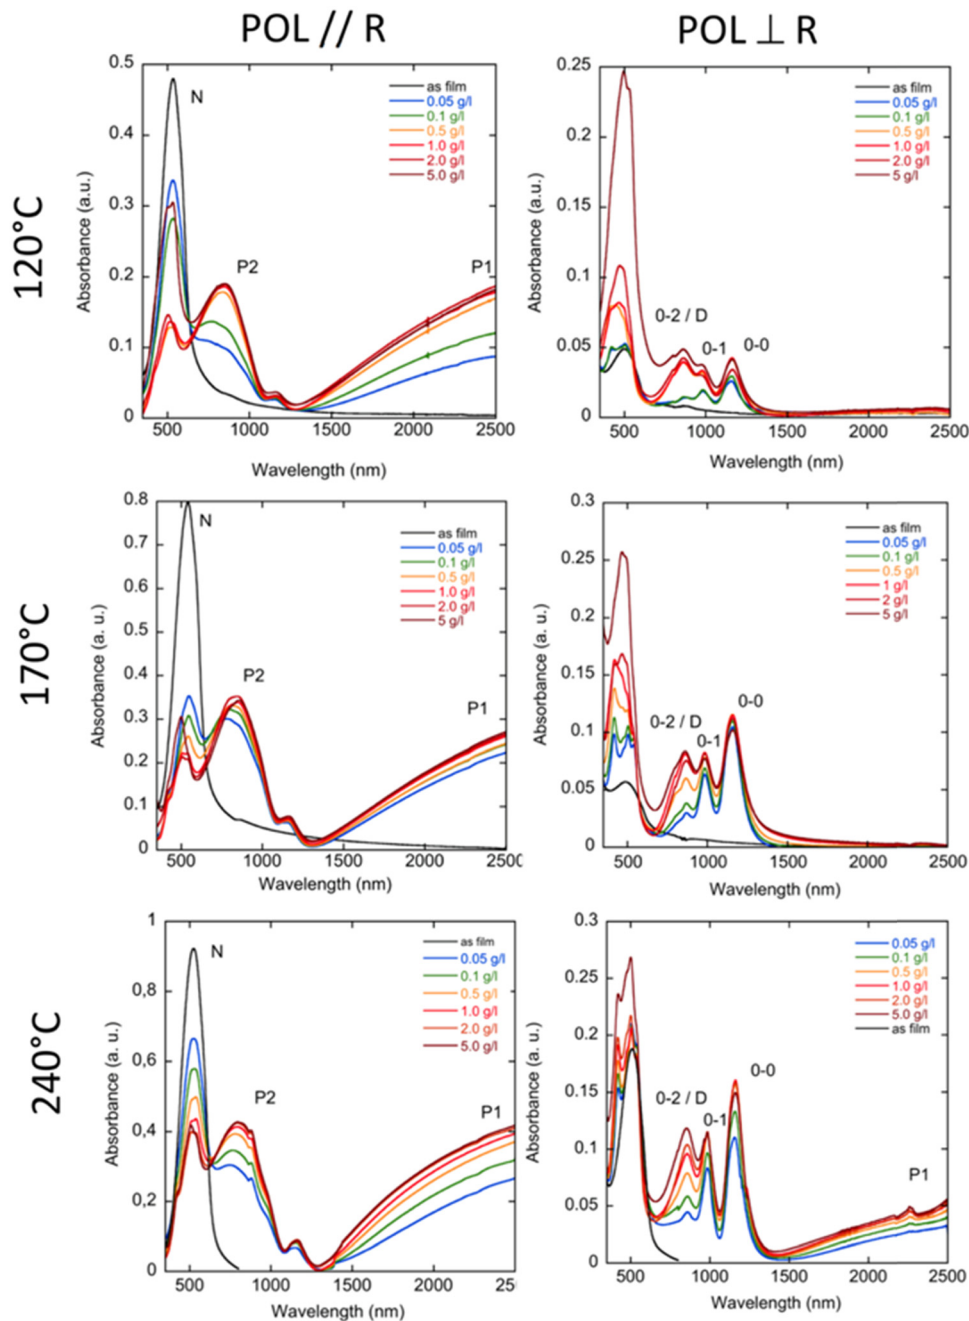 POL // R
POL ⊥ R
120°C
Absorbance (a.u.)
0.5
0.4
0.3
0.2
0.1
0
N
P2
P1
as film
0.05 g/l
0.1 g/l
0.5 g/l
1.0 g/l
2.0 g/l
5.0 g/l
500 1000 1500 2000 2500
Wavelength (nm)
Absorbance (a.u.)
0.25
0.2
0.15
0.1
0.05
0
0-2 / D
0-1
0-0
as film
0.05 g/l
0.1 g/l
0.5 g/l
1.0 g/l
2.0 g/l
5 g/l
500 1000 1500 2000 2500
Wavelength (nm)
170°C
Absorbance (a. u.)
0.8
0.7
0.6
0.5
0.4
0.3
0.2
0.1
0
N
P2
P1
as film
0.05 g/l
0.1 g/l
0.5 g/l
1.0 g/l
2.0 g/l
5 g/l
500 1000 1500 2000 2500
Wavelength (nm)
Absorbance (a. u.)
0.3
0.25
0.2
0.15
0.1
0.05
0
0-2 / D
0-1
0-0
as film
0.05 g/l
0.1 g/l
0.5 g/l
1 g/l
2 g/l
5 g/l
500 1000 1500 2000 2500
Wavelength (nm)
240°C
Absorbance (a. u.)
1
0.8
0.6
0.4
0.2
0
N
P2
P1
as film
0.05 g/l
0.1 g/l
0.5 g/l
1.0 g/l
2.0 g/l
5.0 g/l
500 1000 1500 2000 2500
Wavelength (nm)
Absorbance (a. u.)
0.3
0.25
0.2
0.15
0.1
0.05
0
0-2 / D
0-1
0-0
P1
0.05 g/l
0.1 g/l
0.5 g/l
1.0 g/l
2.0 g/l
5.0 g/l
as film
500 1000 1500 2000 2500
Wavelength (nm)